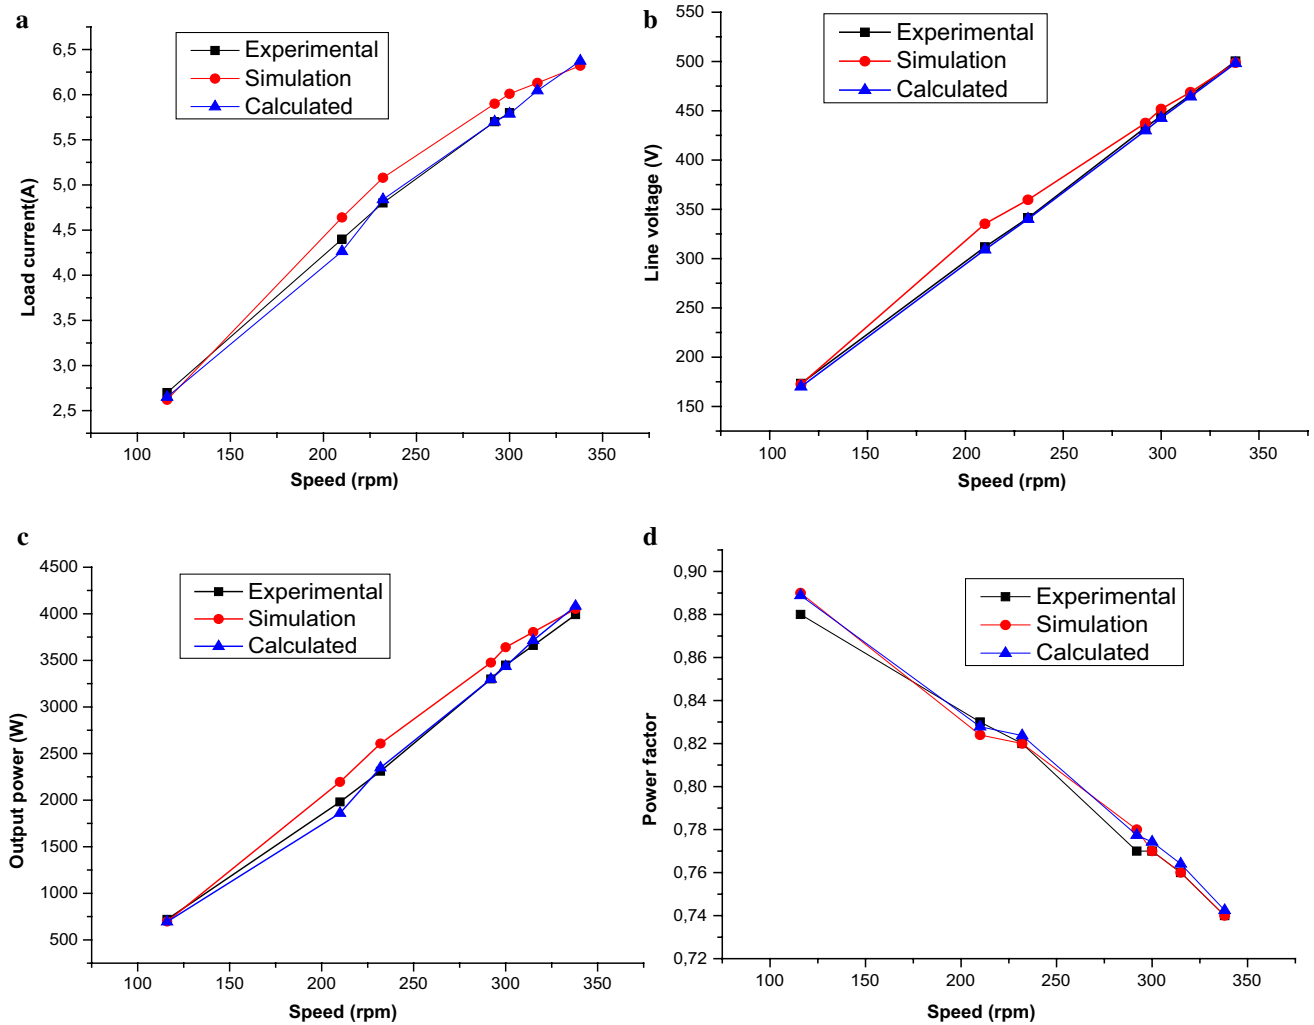 a
Experimental
Simulation
Calculated
6,5
6,0
5,5
5,0
4,5
4,0
3,5
3,0
2,5
Load current(A)
100 150 200 250 300 350
Speed (rpm)
b
Experimental
Simulation
Calculated
550
500
450
400
350
300
250
200
150
Line voltage (V)
100 150 200 250 300 350
Speed (rpm)
c
Experimental
Simulation
Calculated
4500
4000
3500
3000
2500
2000
1500
1000
500
Output power (W)
100 150 200 250 300 350
Speed (rpm)
d
Experimental
Simulation
Calculated
0,90
0,88
0,86
0,84
0,82
0,80
0,78
0,76
0,74
0,72
Power factor
100 150 200 250 300 350
Speed (rpm)